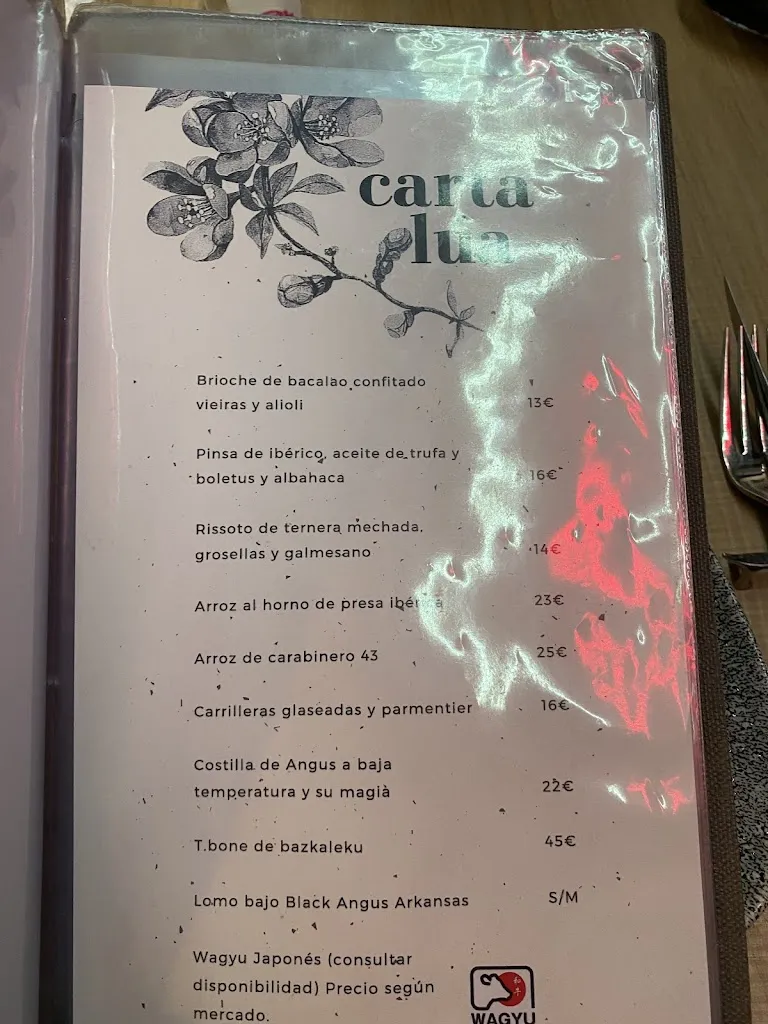 carta
lúa
Brioche de bacalao confitado
vieiras y alioli 13€
Pinsa de ibérico, aceite de trufa y
boletus y albahaca 16€
Rissoto de ternera mechada,
grosellas y galmesano 14€
Arroz al horno de presa ibérica 23€
Arroz de carabinero 43 25€
Carrilleras glaseadas y parmentier 16€
Costilla de Angus a baja
temperatura y su magià 22€
T.bone de bazkaleku 45€
Lomo bajo Black Angus Arkansas S/M
Wagyu Japonés (consultar
disponibilidad) Precio según
mercado.
和牛
WAGYU